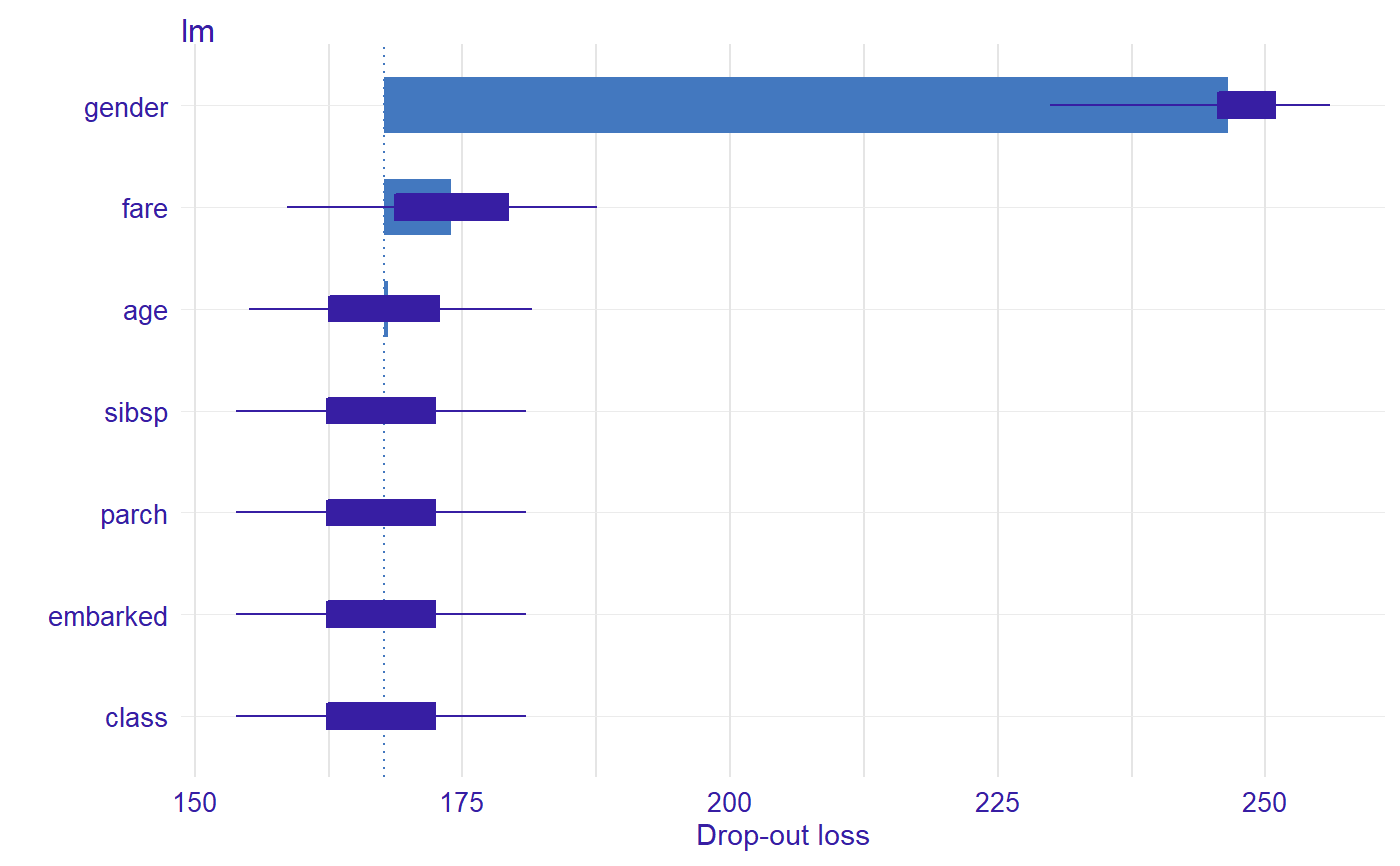 lm
gender
fare
age
sibsp
parch
embarked
class
150 175 200 225 250
Drop-out loss